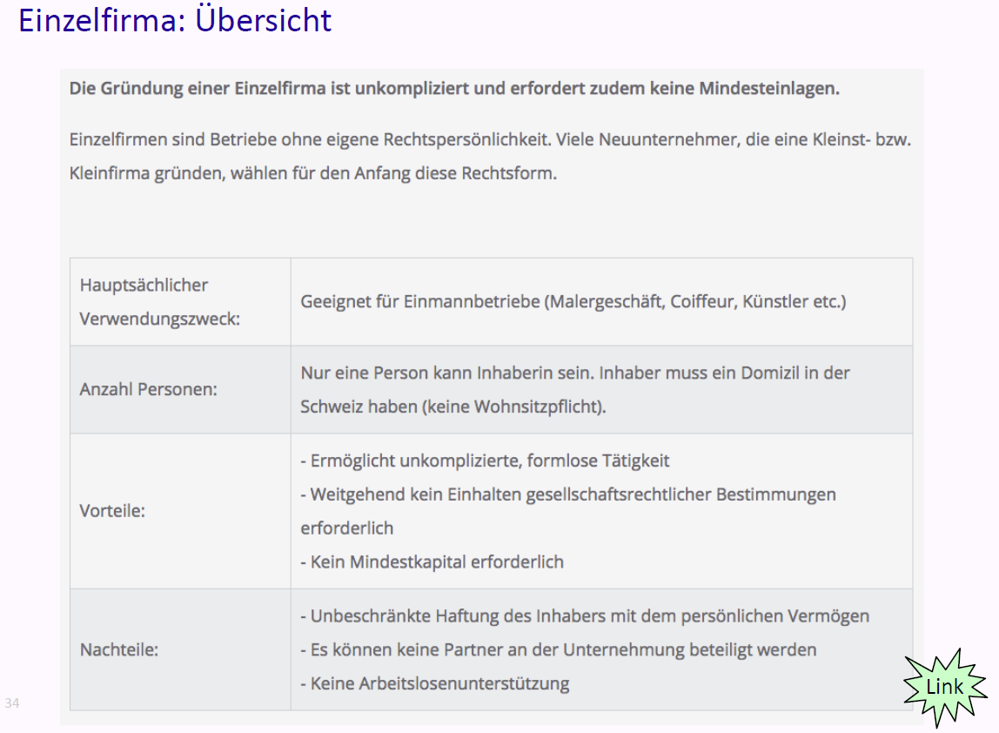 Einzelfirma: Übersicht
Die Gründung einer Einzelfirma ist unkompliziert und erfordert zudem keine Mindesteinlagen.
Einzelfirmen sind Betriebe ohne eigene Rechtspersönlichkeit. Viele Neuunternehmer, die eine Kleinst- bzw.
Kleinfirma gründen, wählen für den Anfang diese Rechtsform.
Hauptsächlicher
Verwendungszweck:
Geeignet für Einmannbetriebe (Malergeschäft, Coiffeur, Künstler etc.)
Anzahl Personen:
Nur eine Person kann Inhaberin sein. Inhaber muss ein Domizil in der
Schweiz haben (keine Wohnsitzpflicht).
Vorteile:
- Ermöglicht unkomplizierte, formlose Tätigkeit
- Weitgehend kein Einhalten gesellschaftsrechtlicher Bestimmungen
erforderlich
- Kein Mindestkapital erforderlich
Nachteile:
- Unbeschränkte Haftung des Inhabers mit dem persönlichen Vermögen
- Es können keine Partner an der Unternehmung beteiligt werden
- Keine Arbeitslosenunterstützung
Link
34